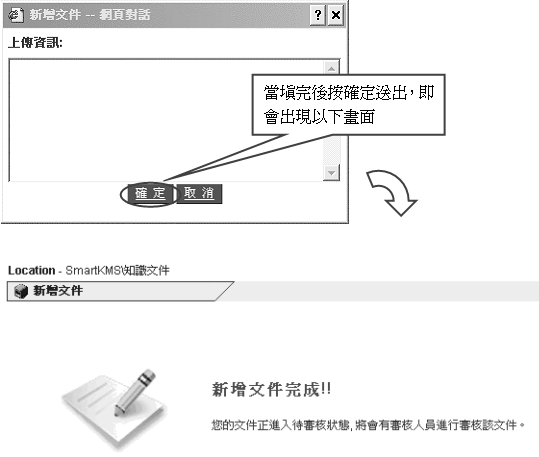 新增文件 -- 網頁對話
上傳資訊:
當填完後按確定送出，即
會出現以下畫面
確定 取消
Location - SmartKMS\知識文件
新增文件
新增文件完成!!
您的文件正進入待審核狀態, 將會有審核人員進行審核該文件。